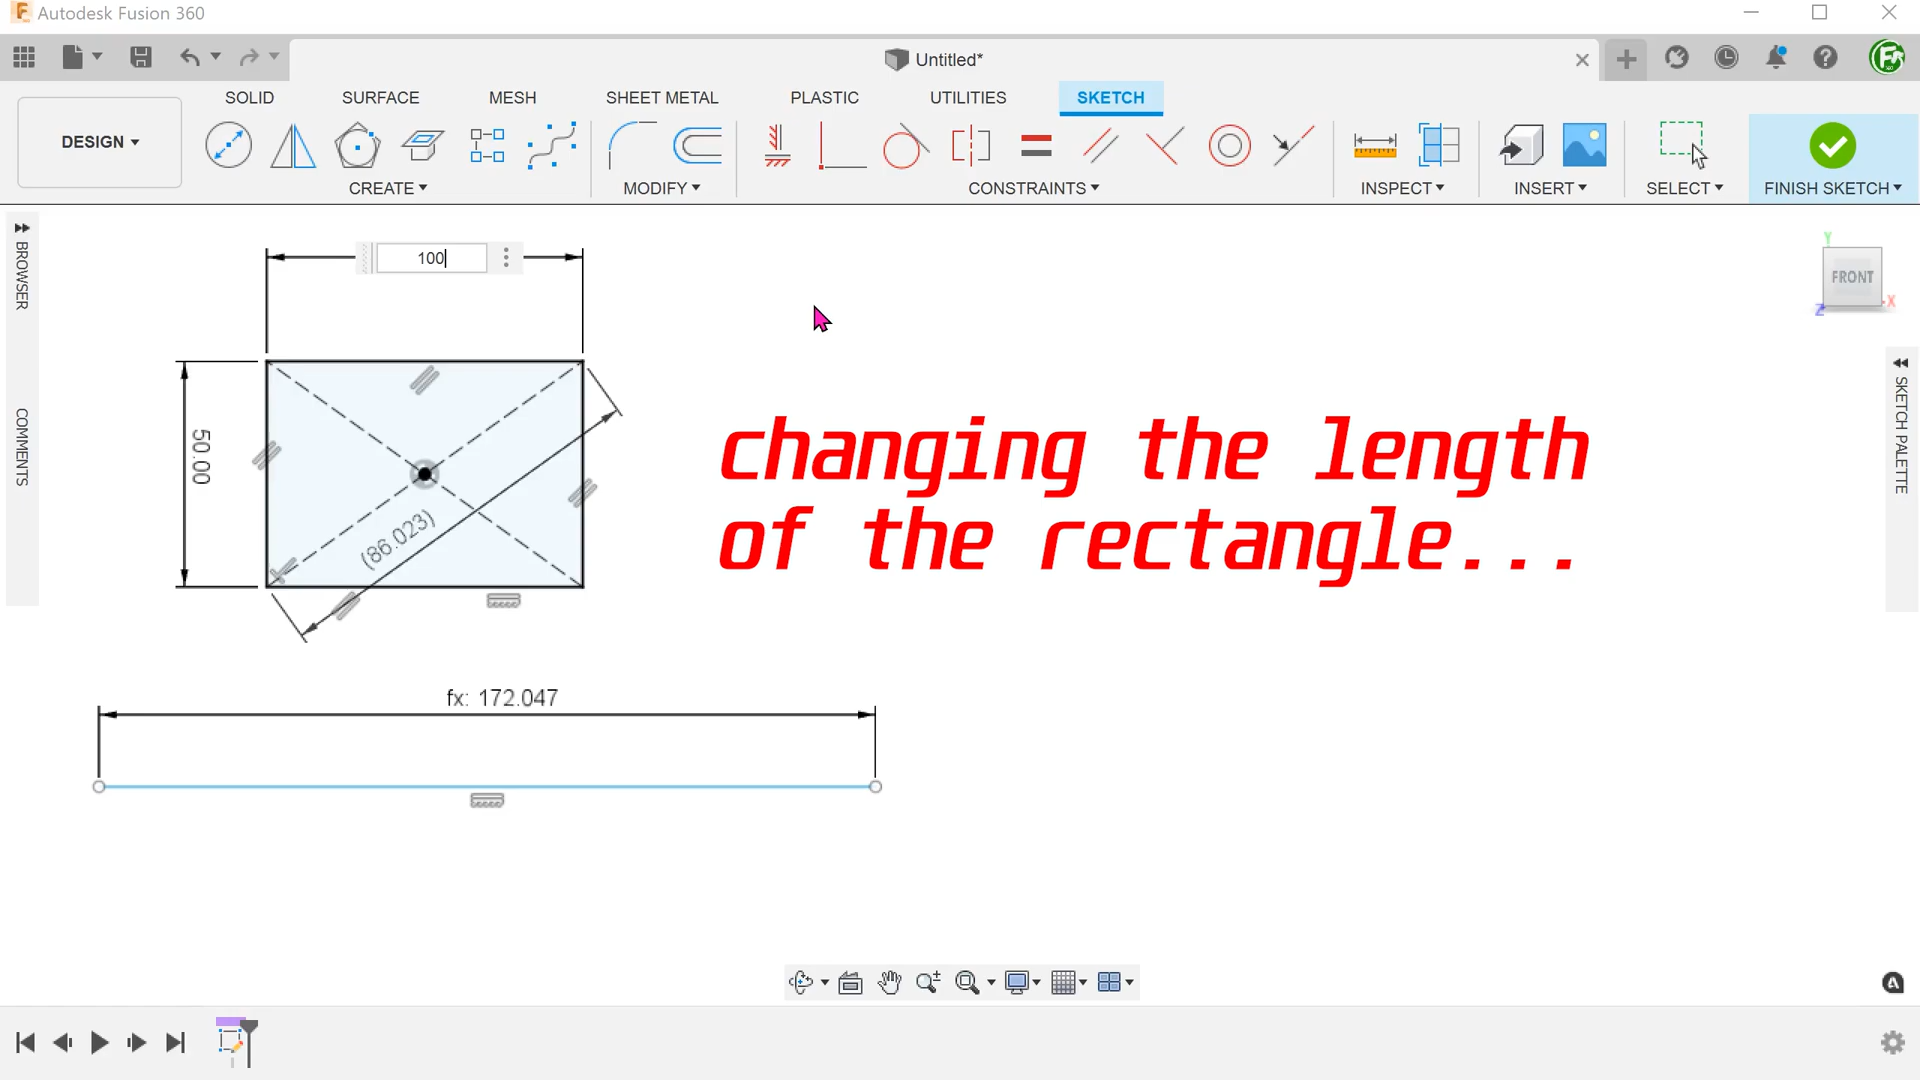 Autodesk Fusion 360
Untitled*
SOLID
SURFACE
MESH
SHEET METAL
PLASTIC
UTILITIES
SKETCH
DESIGN
CREATE
MODIFY
CONSTRAINTS
INSPECT
INSERT
SELECT
FINISH SKETCH
BROWSER
COMMENTS
100
50.00
(86.023)
fx: 172.047
changing the length
of the rectangle...
Y
FRONT
X
Z
SKETCH PALETTE